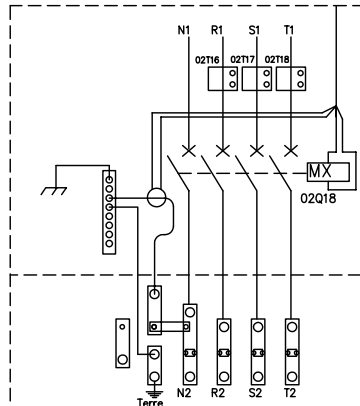 N1 R1 S1 T1
02T16 02T17 02T18
MX
02Q18
N2 R2 S2 T2
Terre